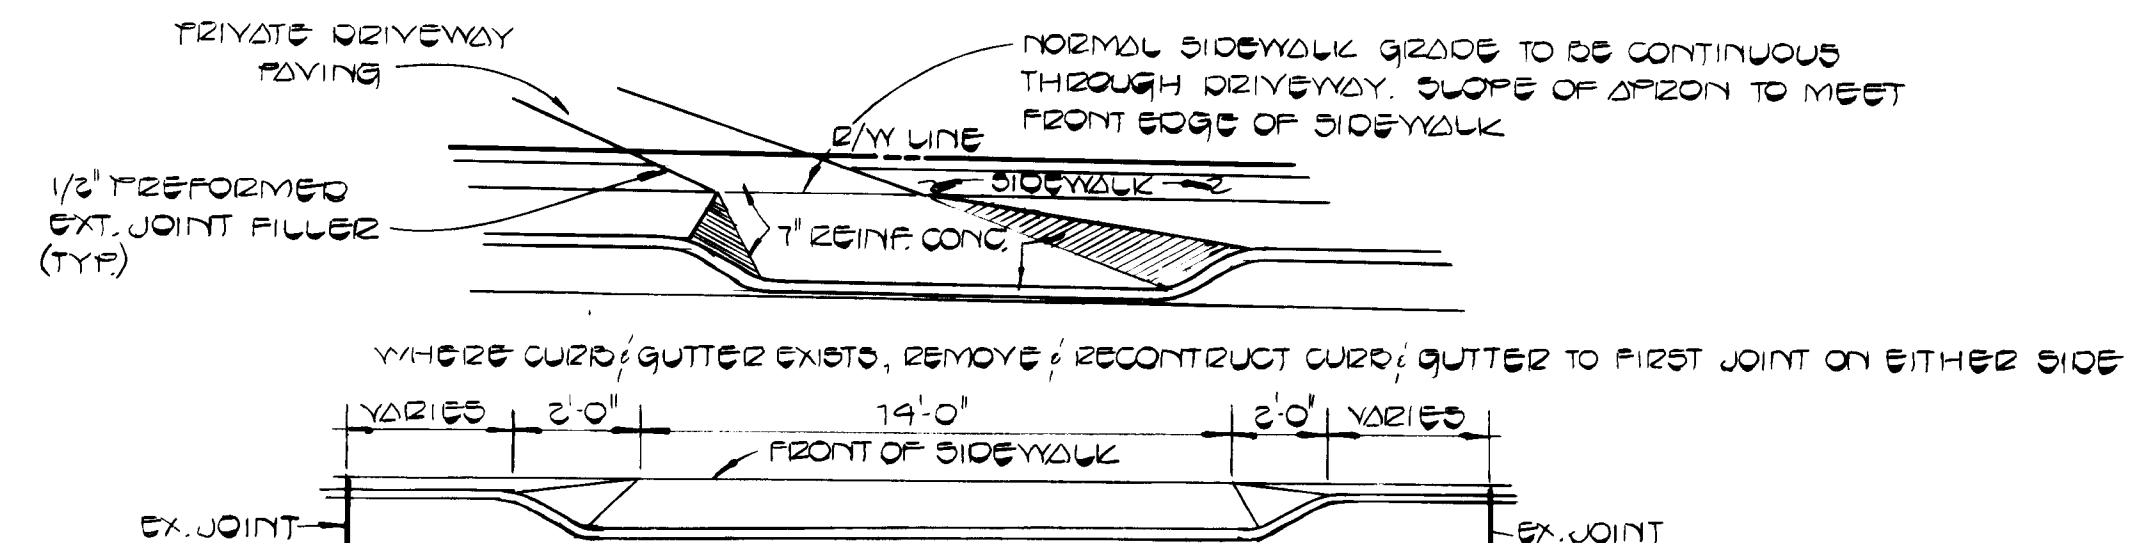 PRIVATE DRIVEWAY
PAVING
NORMAL SIDEWALK GRADE TO BE CONTINUOUS
THROUGH DRIVEWAY. SLOPE OF APRON TO MEET
FRONT EDGE OF SIDEWALK
R/W LINE
SIDEWALK
1/2" PREFORMED
EXT. JOINT FILLER
(TYP.)
7" REINF. CONC.
WHERE CURB & GUTTER EXISTS, REMOVE & RECONTRUCT CURB & GUTTER TO FIRST JOINT ON EITHER SIDE
VARIES 2'-0" 14'-0" 2'-0" VARIES
FRONT OF SIDEWALK
EX. JOINT EX. JOINT